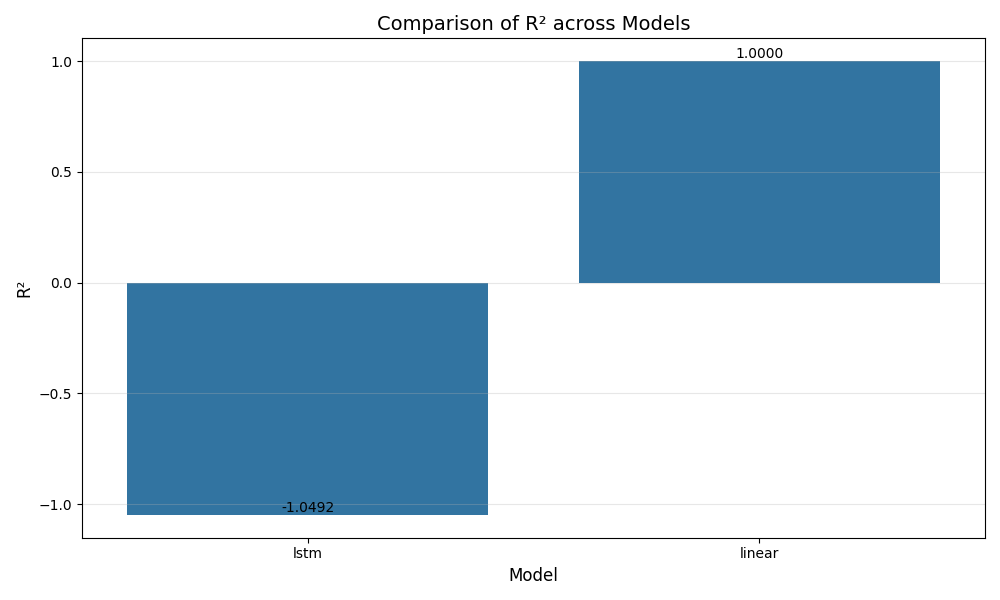 Comparison of R² across Models
1.0000
1.0
0.5
0.0
−0.5
−1.0
-1.0492
R²
lstm
linear
Model